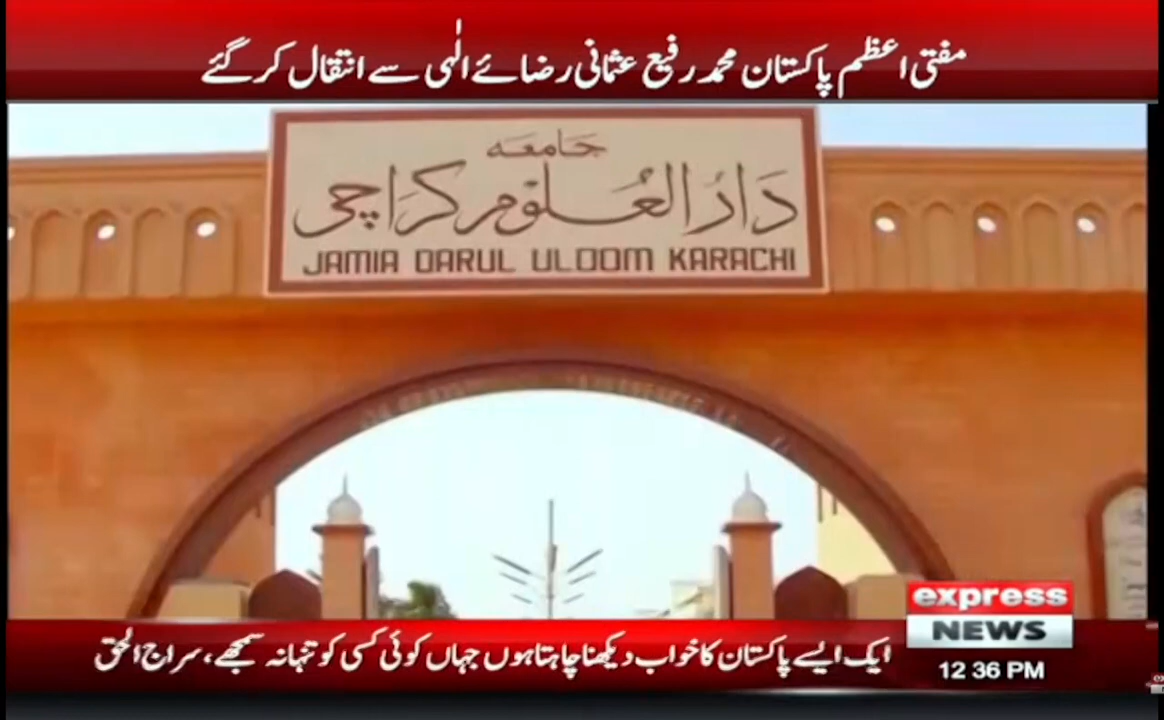 مفتی اعظم پاکستان محمد رفیع عثمانی رضائے الٰہی سے انتقال کر گئے
جامعہ
دار العلوم کراچی
JAMIA DARUL ULOOM KARACHI
express
NEWS
12 36 PM
ایک ایسے پاکستان کا خواب دیکھنا چاہتا ہوں جہاں کوئی کسی کو تنہا نہ سمجھے، سراج الحق